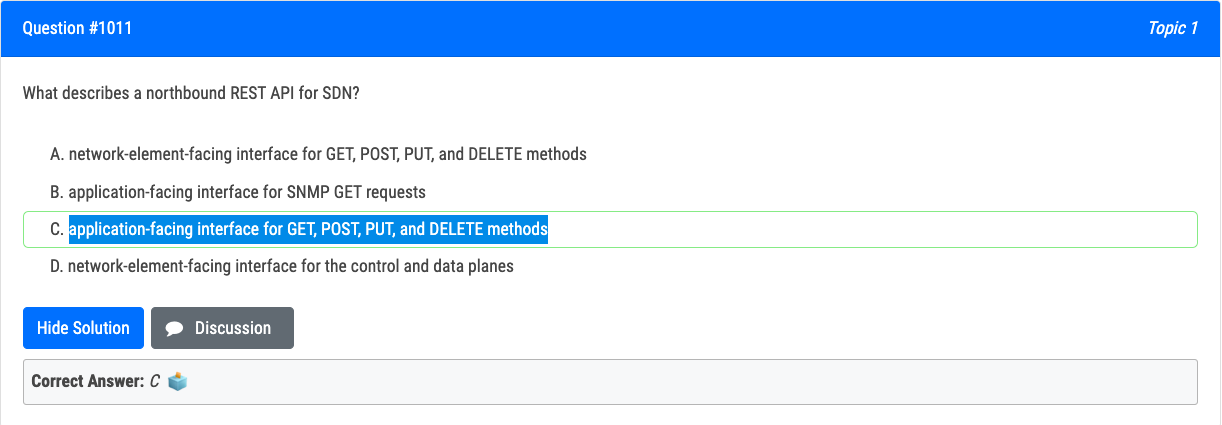 Question #1011
Topic 1
What describes a northbound REST API for SDN?
A. network-element-facing interface for GET, POST, PUT, and DELETE methods
B. application-facing interface for SNMP GET requests
C. application-facing interface for GET, POST, PUT, and DELETE methods
D. network-element-facing interface for the control and data planes
Hide Solution
Discussion
Correct Answer: C